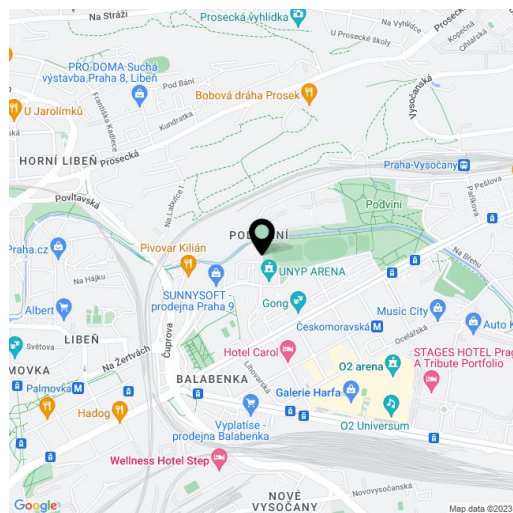 Na Stráži
Prosecká vyhlídka
Na Vyhlídce
Kopečná
Cihlářská
Prosecká
U Prosecké školy
PRO-DOMA Suchá
výstavba Praha 8, Libeň
Pod Bání
Bobová dráha Prosek
Vysočanská
U Jarolímků
Františka Kadlece
Kundratka
HORNÍ LIBEŇ
Prosecká
Praha-Vysočany
Pešlova
Povltavská
Na Labuťce I
Podviní
Paříkova
Praha.cz
Pivovar Kilián
UNYP ARENA
Na Břehu
Na Hájku
SUNNYSOFT -
prodejna Praha 9
Gong
Music City
Albert
Čuprova
Českomoravská
Ocelářská
Auto K
Světova
LIBEŇ
Na Žertvách
Hotel Carol
STAGES HOTEL Prag
A Tribute Portfolio
MOVKA
BALABENKA
Lihovarská
O2 arena
Palmovka
Galerie Harfa
Hadog
Vyplatíse -
prodejna Balabenka
O2 Universum
Wellness Hotel Step
Novovysočanská
NOVÉ
VYSOČANY
Google
Map data ©2023